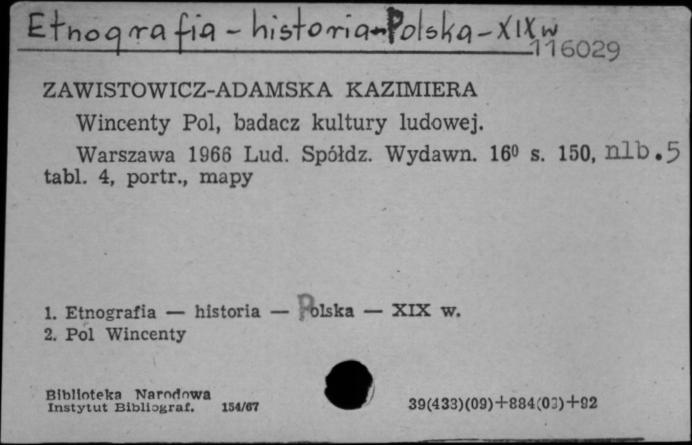 Etnografia - historia - Polska - XIX w
116029
ZAWISTOWICZ-ADAMSKA KAZIMIERA
Wincenty Pol, badacz kultury ludowej.
Warszawa 1966 Lud. Spółdz. Wydawn. 16⁰ s. 150, nlb. 5
tabl. 4, portr., mapy
1. Etnografia — historia — Polska — XIX w.
2. Pol Wincenty
Biblioteka Narodowa
Instytut Bibliograf. 154/67
39(433)(09)+884(09)+92